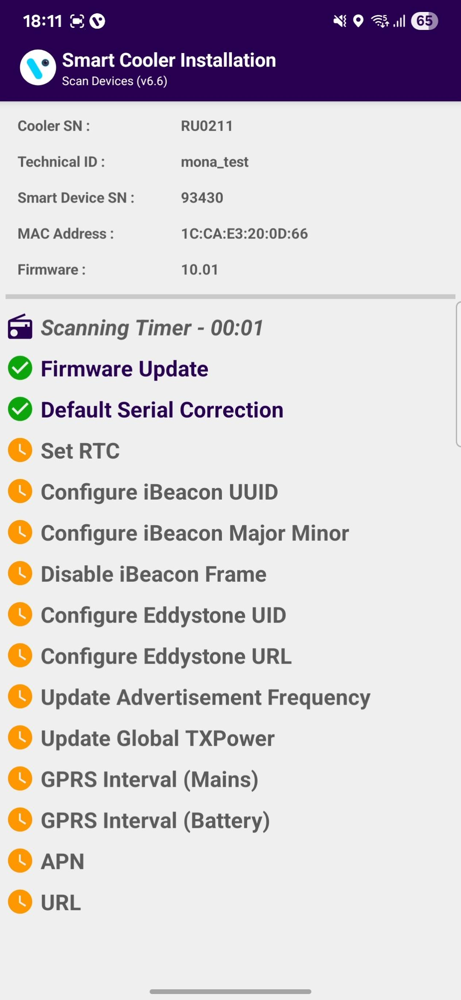 18:11
5
65
Smart Cooler Installation
Scan Devices (v6.6)
Cooler SN : RU0211
Technical ID : mona_test
Smart Device SN : 93430
MAC Address : 1C:CA:E3:20:0D:66
Firmware : 10.01
Scanning Timer - 00:01
Firmware Update
Default Serial Correction
Set RTC
Configure iBeacon UUID
Configure iBeacon Major Minor
Disable iBeacon Frame
Configure Eddystone UID
Configure Eddystone URL
Update Advertisement Frequency
Update Global TXPower
GPRS Interval (Mains)
GPRS Interval (Battery)
APN
URL